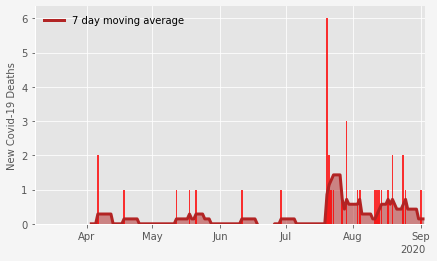 7 day moving average
New Covid-19 Deaths
6
5
4
3
2
1
0
Apr
May
Jun
Jul
Aug
Sep
2020